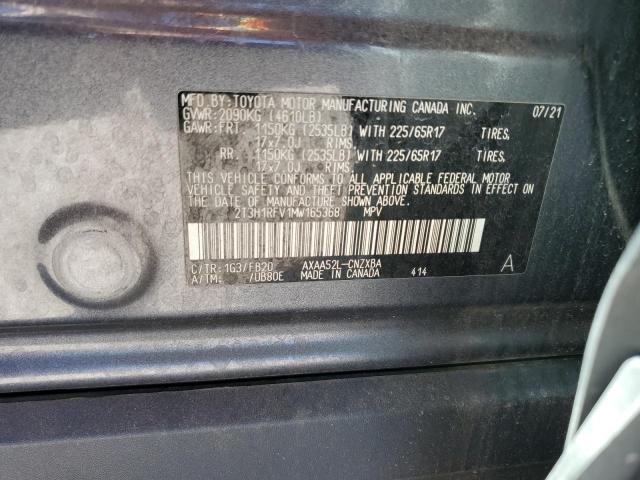 MFD BY: TOYOTA MOTOR MANUFACTURING CANADA INC. 07/21
GVWR: 2090KG (4610LB)
GAWR: FRT. 1150KG (2535LB) WITH 225/65R17 TIRES,
17x7.0J RIMS
RR. 1150KG (2535LB) WITH 225/65R17 TIRES,
17x7.0J RIMS
THIS VEHICLE CONFORMS TO ALL APPLICABLE FEDERAL MOTOR
VEHICLE SAFETY AND THEFT PREVENTION STANDARDS IN EFFECT ON
THE DATE OF MANUFACTURE SHOWN ABOVE.
2T3H1RFV1MW165368 MPV
C/TR: 1G3/FB20 AXAA52L-CNZXBA
A/TM: /UB80E MADE IN CANADA 414 A